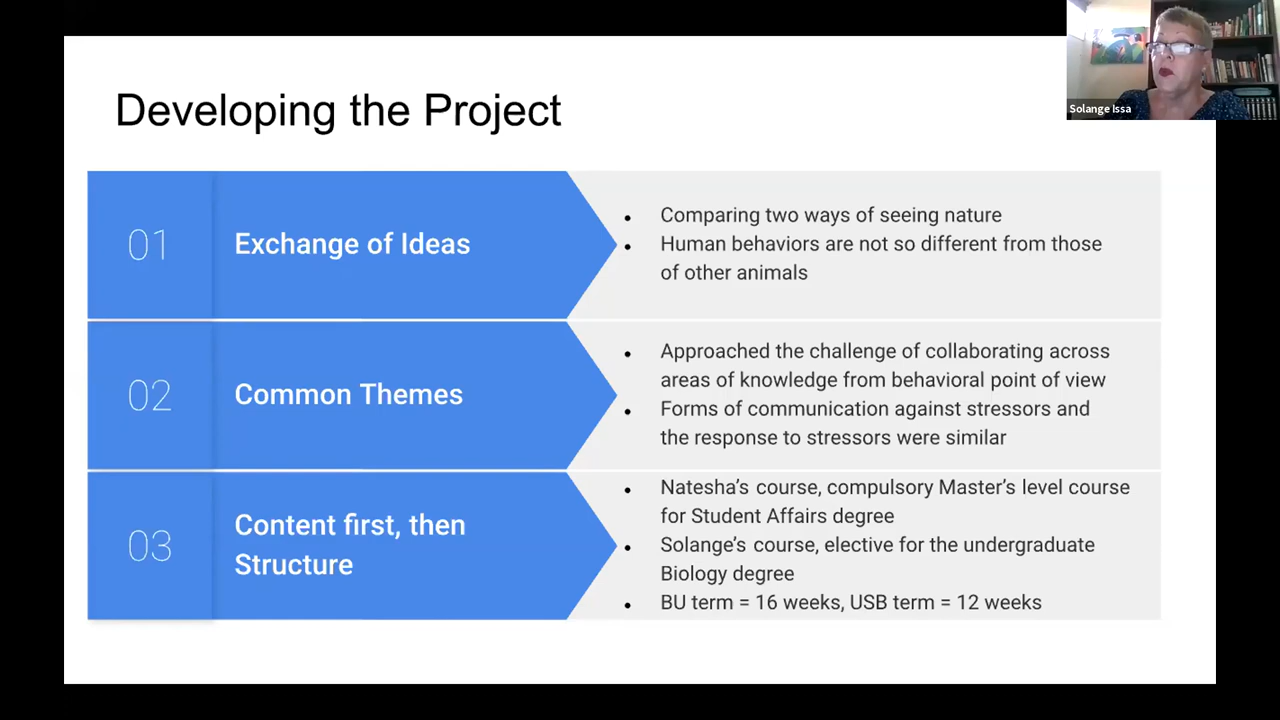 Developing the Project
Solange Issa
01
Exchange of Ideas
• Comparing two ways of seeing nature
• Human behaviors are not so different from those
of other animals
02
Common Themes
• Approached the challenge of collaborating across
areas of knowledge from behavioral point of view
• Forms of communication against stressors and
the response to stressors were similar
03
Content first, then
Structure
• Natesha’s course, compulsory Master’s level course
for Student Affairs degree
• Solange’s course, elective for the undergraduate
Biology degree
• BU term = 16 weeks, USB term = 12 weeks